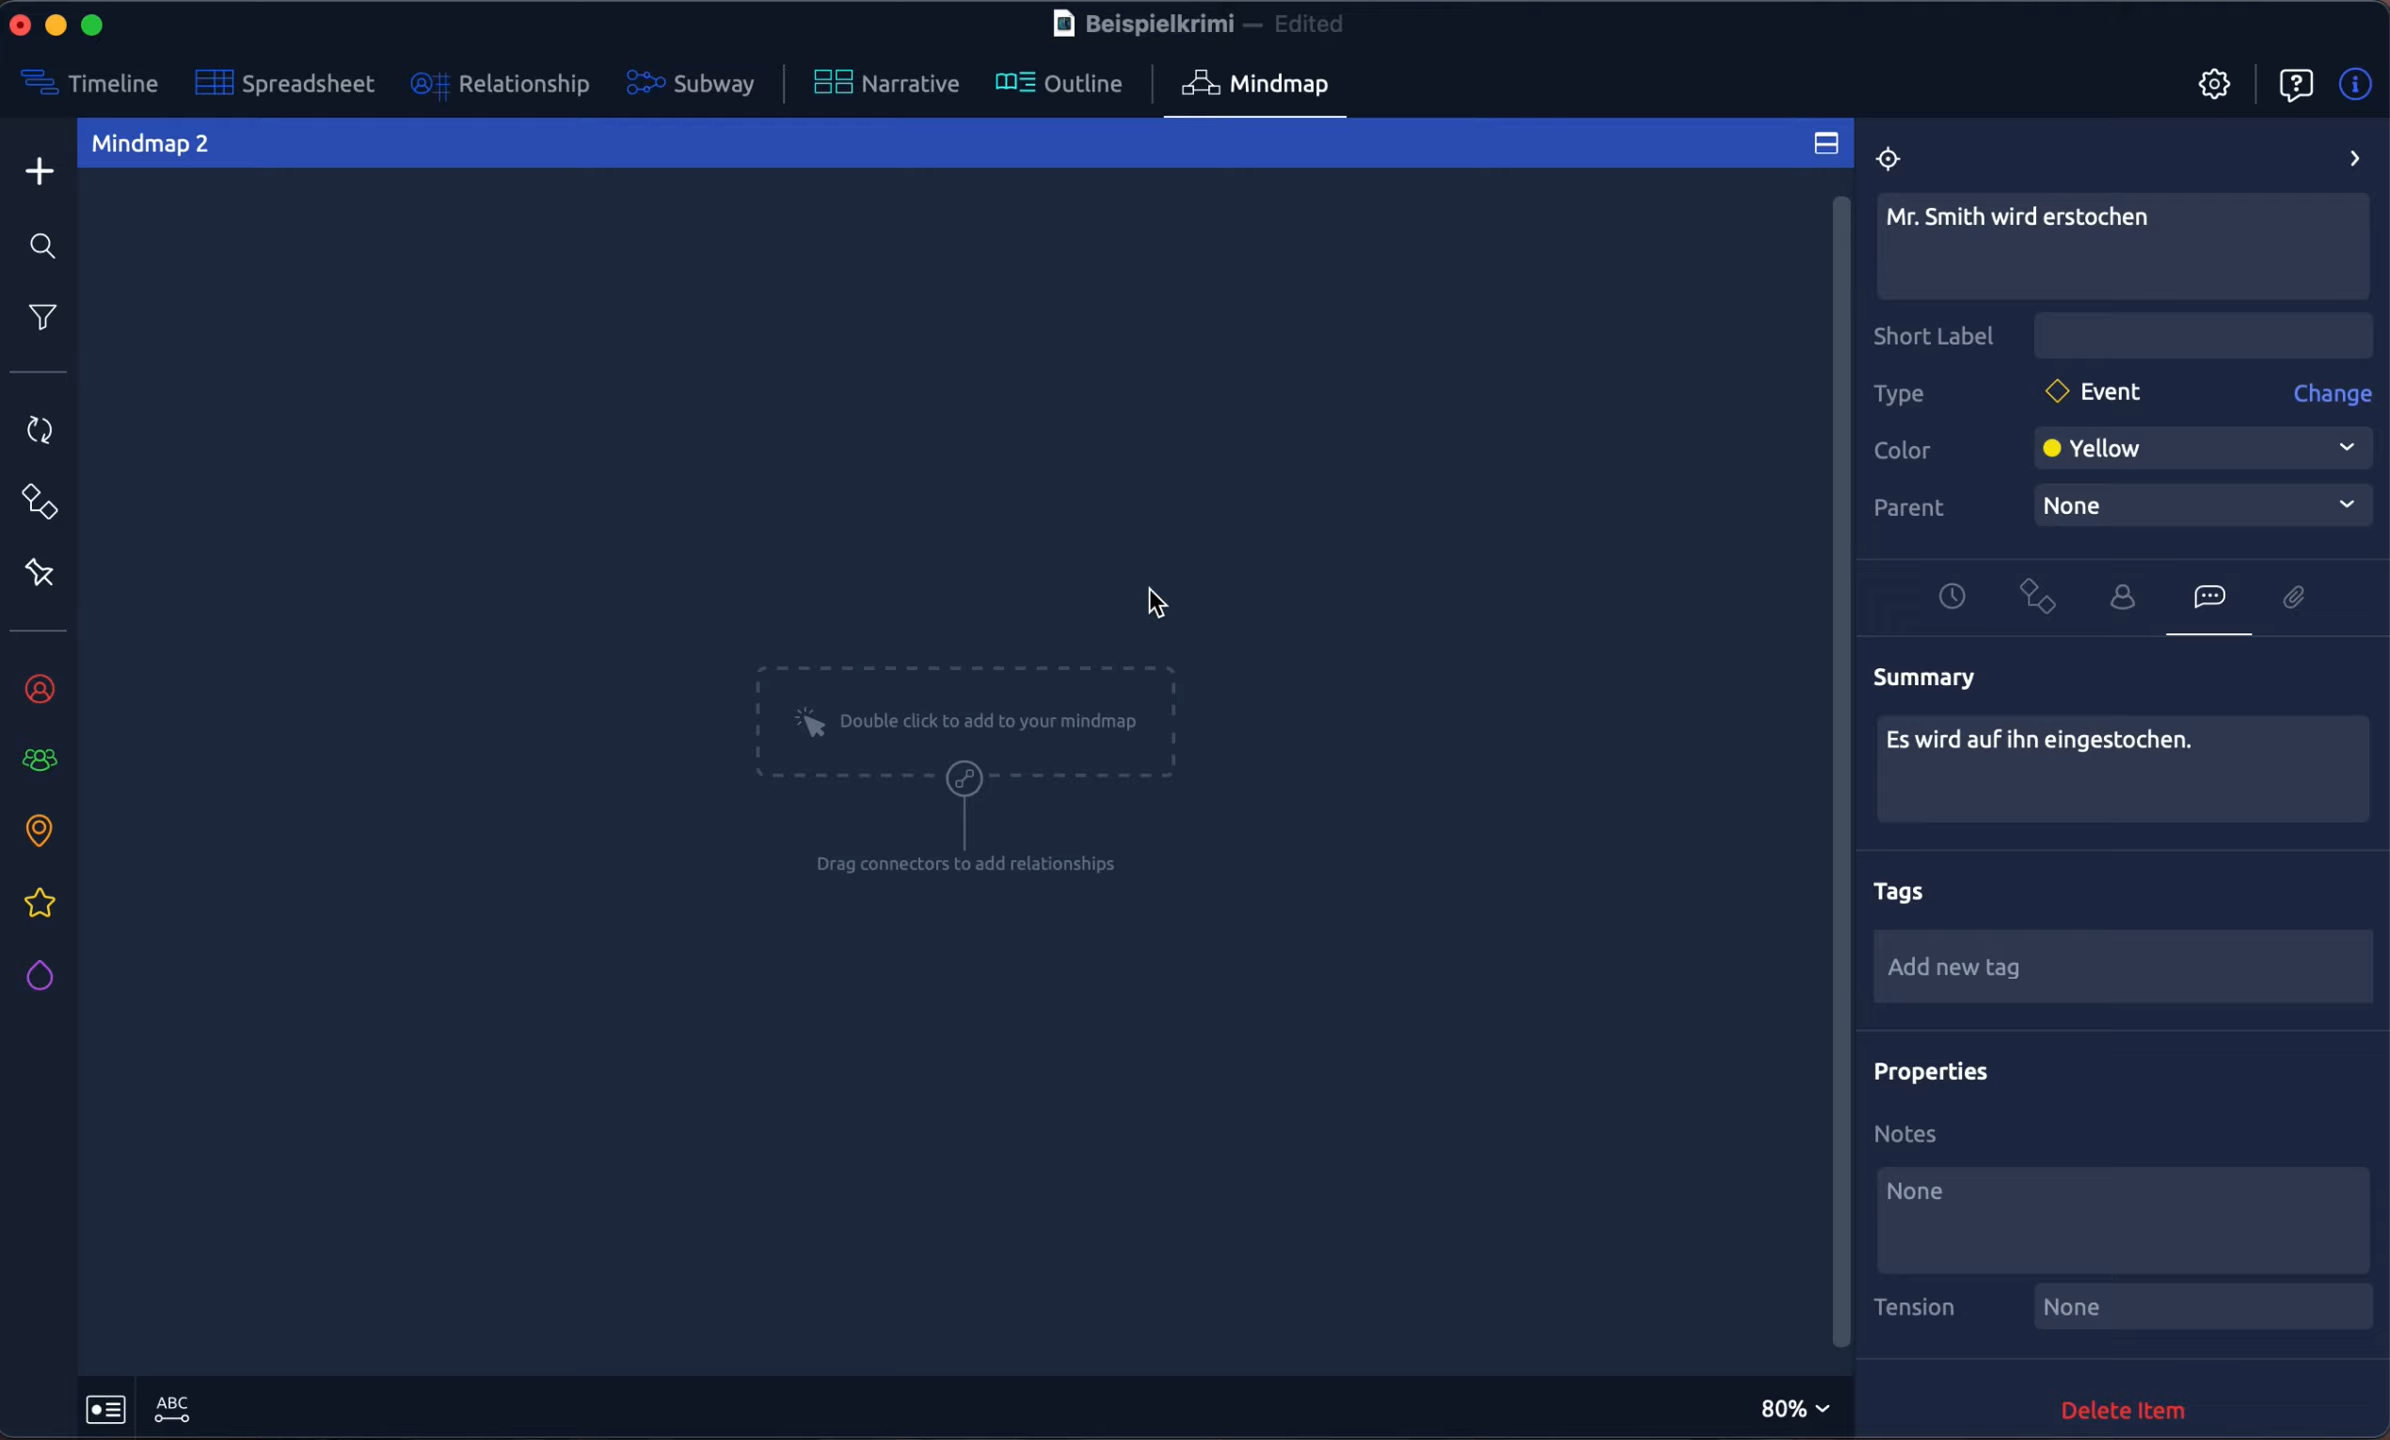 Beispielkrimi — Edited
Timeline Spreadsheet Relationship Subway Narrative Outline Mindmap
Mindmap 2
Double click to add to your mindmap
Drag connectors to add relationships
ABC
80%
Mr. Smith wird erstochen
Short Label
Type Event Change
Color Yellow
Parent None
Summary
Es wird auf ihn eingestochen.
Tags
Add new tag
Properties
Notes
None
Tension None
Delete Item